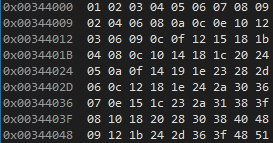 0x00344000 01 02 03 04 05 06 07 08 09
0x00344009 02 04 06 08 0a 0c 0e 10 12
0x00344012 03 06 09 0c 0f 12 15 18 1b
0x0034401B 04 08 0c 10 14 18 1c 20 24
0x00344024 05 0a 0f 14 19 1e 23 28 2d
0x0034402D 06 0c 12 18 1e 24 2a 30 36
0x00344036 07 0e 15 1c 23 2a 31 38 3f
0x0034403F 08 10 18 20 28 30 38 40 48
0x00344048 09 12 1b 24 2d 36 3f 48 51